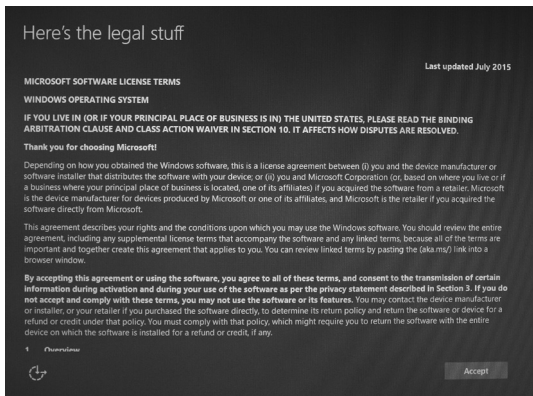 Here's the legal stuff
Last updated July 2015
MICROSOFT SOFTWARE LICENSE TERMS
WINDOWS OPERATING SYSTEM
IF YOU LIVE IN (OR IF YOUR PRINCIPAL PLACE OF BUSINESS IS IN) THE UNITED STATES, PLEASE READ THE BINDING
ARBITRATION CLAUSE AND CLASS ACTION WAIVER IN SECTION 10. IT AFFECTS HOW DISPUTES ARE RESOLVED.
Thank you for choosing Microsoft!
Depending on how you obtained the Windows software, this is a license agreement between (i) you and the device manufacturer or
software installer that distributes the software with your device; or (ii) you and Microsoft Corporation (or, based on where you live or if
a business where your principal place of business is located, one of its affiliates) if you acquired the software from a retailer. Microsoft
is the device manufacturer for devices produced by Microsoft or one of its affiliates, and Microsoft is the retailer if you acquired the
software directly from Microsoft.
This agreement describes your rights and the conditions upon which you may use the Windows software. You should review the entire
agreement, including any supplemental license terms that accompany the software and any linked terms, because all of the terms are
important and together create this agreement that applies to you. You can review linked terms by pasting the (aka.ms/) link into a
browser window.
By accepting this agreement or using the software, you agree to all of these terms, and consent to the transmission of certain
information during activation and during your use of the software as per the privacy statement described in Section 3. If you do
not accept and comply with these terms, you may not use the software or its features. You may contact the device manufacturer
or installer, or your retailer if you purchased the software directly, to determine its return policy and return the software or device for a
refund or credit under that policy. You must comply with that policy, which might require you to return the software with the entire
device on which the software is installed for a refund or credit, if any.
1 Overview
Accept